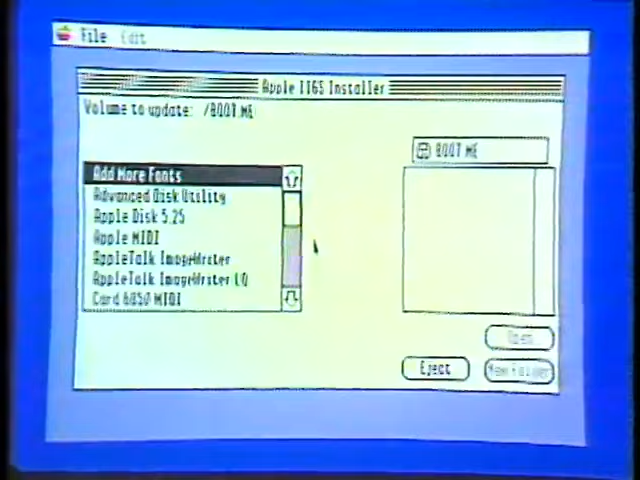 File Edit
Apple IIGS Installer
Volume to update: /BOOT.ME
BOOT.ME
Add More Fonts
Advanced Disk Utility
Apple Disk 5.25
Apple MIDI
AppleTalk ImageWriter
AppleTalk ImageWriter LQ
Card 6850 MIDI
Open
Eject
New Folder